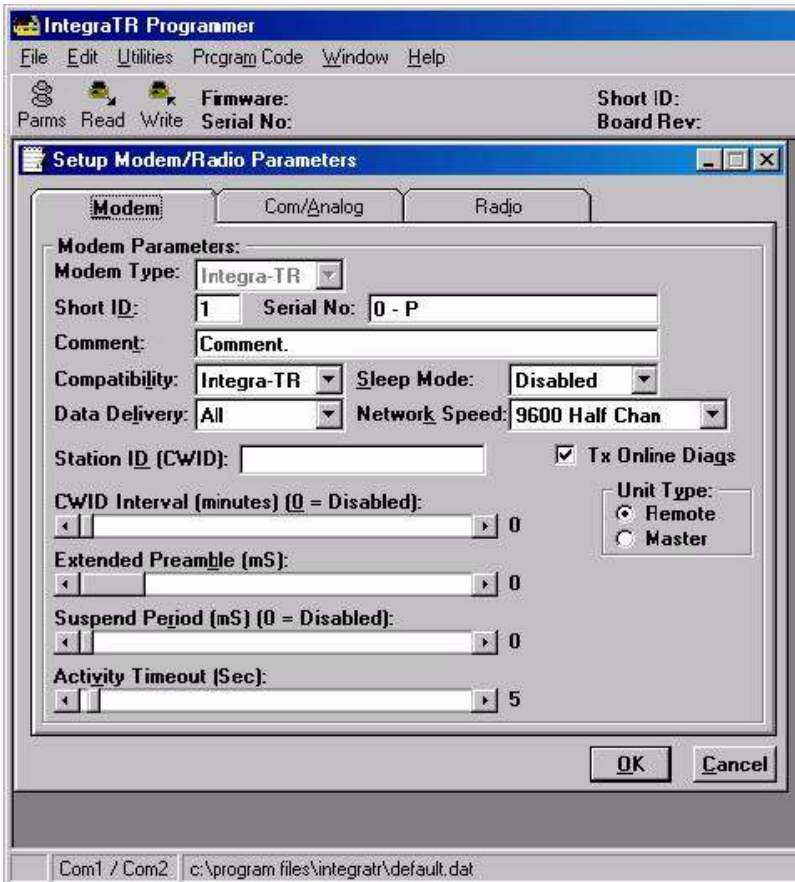 IntegraTR Programmer
File Edit Utilities Program Code Window Help
Parms Read Write Firmware: Serial No: Short ID: Board Rev:
Setup Modem/Radio Parameters
Modem Com/Analog Radio
Modem Parameters:
Modem Type: Integra-TR
Short ID: 1 Serial No: 0 - P
Comment: Comment.
Compatibility: Integra-TR Sleep Mode: Disabled
Data Delivery: All Network Speed: 9600 Half Chan
Station ID (CWID): Tx Online Diags
CWID Interval (minutes) (0 = Disabled): 0
Unit Type:
Remote
Master
Extended Preamble (mS): 0
Suspend Period (mS) (0 = Disabled): 0
Activity Timeout (Sec): 5
OK Cancel
Com1 / Com2 c:\program files\integratr\default.dat